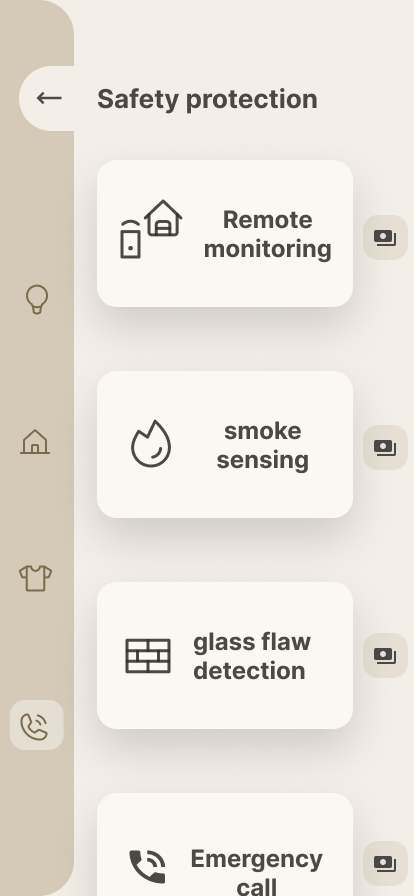 Safety protection
Remote
monitoring
smoke
sensing
glass flaw
detection
Emergency
call